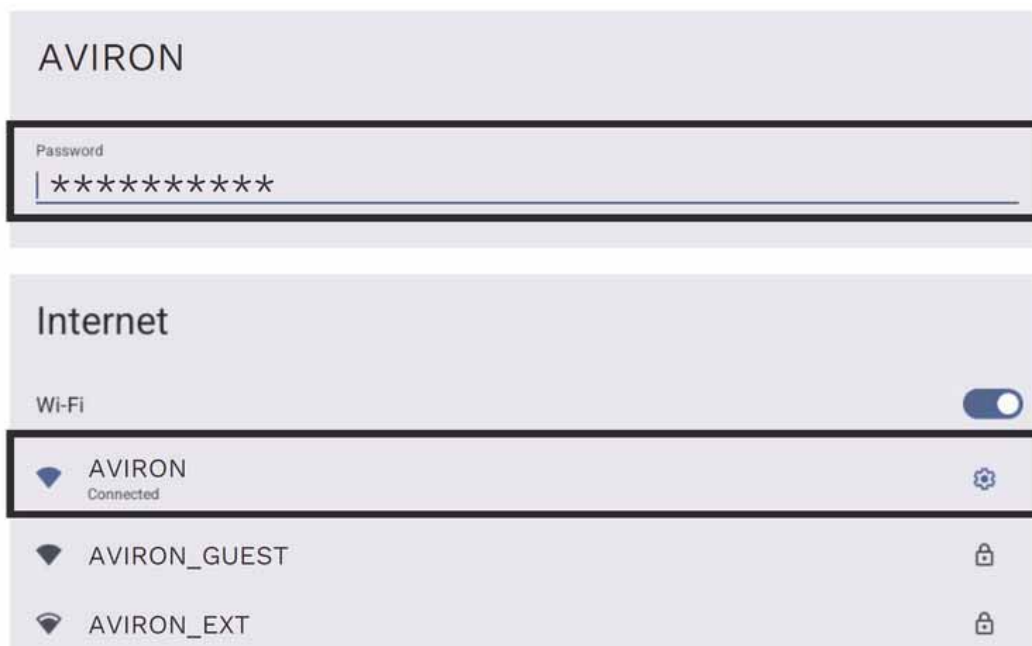 AVIRON
Password
**********
Internet
Wi-Fi
AVIRON
Connected
AVIRON_GUEST
AVIRON_EXT